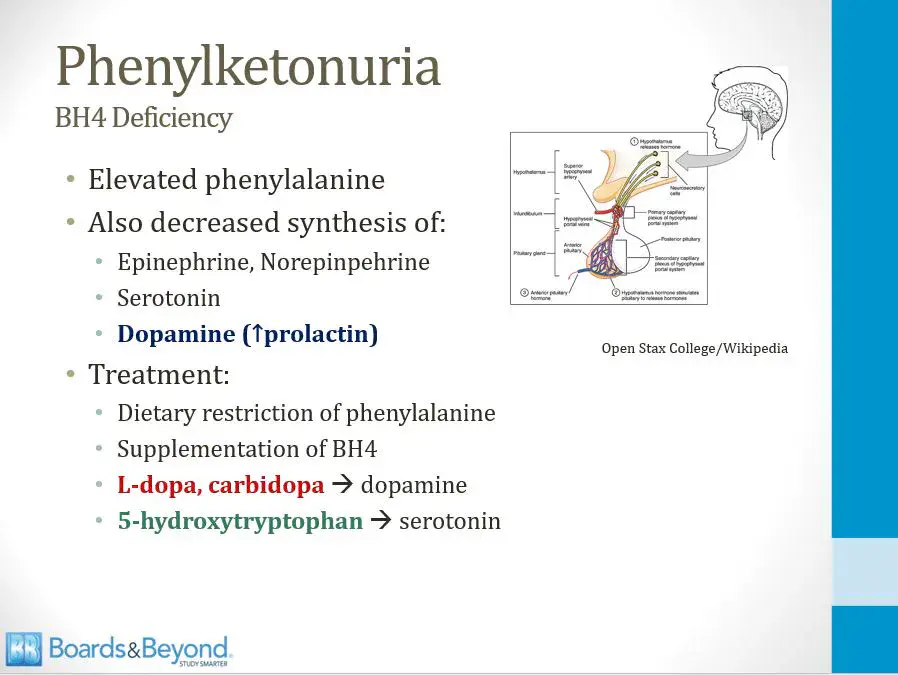 Phenylketonuria
BH4 Deficiency
• Elevated phenylalanine
• Also decreased synthesis of:
• Epinephrine, Norepinpehrine
• Serotonin
• Dopamine (↑prolactin)
• Treatment:
• Dietary restriction of phenylalanine
• Supplementation of BH4
• L-dopa, carbidopa → dopamine
• 5-hydroxytryptophan → serotonin
1 Hypothalamus
releases hormone
Hypothalamus
Superior
hypophyseal
artery
Neurosecretory
cells
Infundibulum
Hypophyseal
portal veins
Primary capillary
plexus of hypophyseal
portal system
Pituitary gland
Anterior
pituitary
Posterior pituitary
Secondary capillary
plexus of hypophyseal
portal system
3 Anterior pituitary
hormone
2 Hypothalamus hormone stimulates
pituitary to release hormones
Open Stax College/Wikipedia
BB Boards&Beyond.
STUDY SMARTER